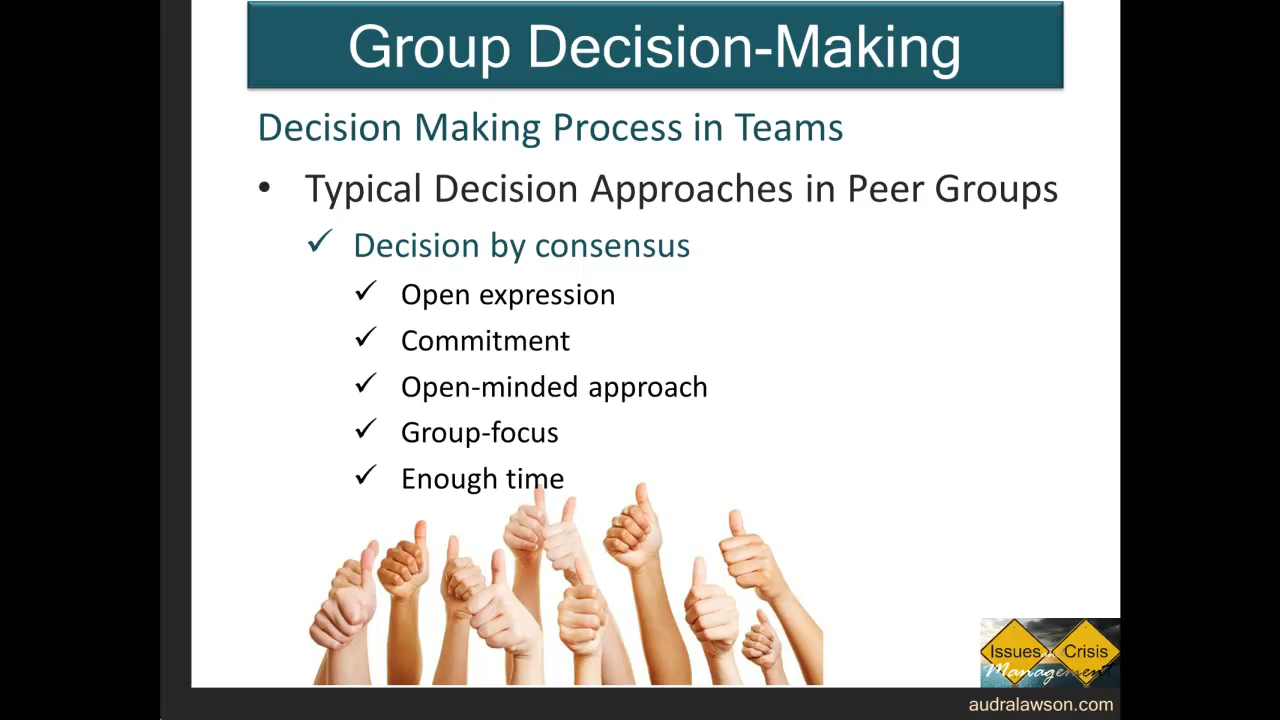 Group Decision-Making
Decision Making Process in Teams
• Typical Decision Approaches in Peer Groups
✓ Decision by consensus
✓ Open expression
✓ Commitment
✓ Open-minded approach
✓ Group-focus
✓ Enough time
Issues Crisis
Management
audralawson.com